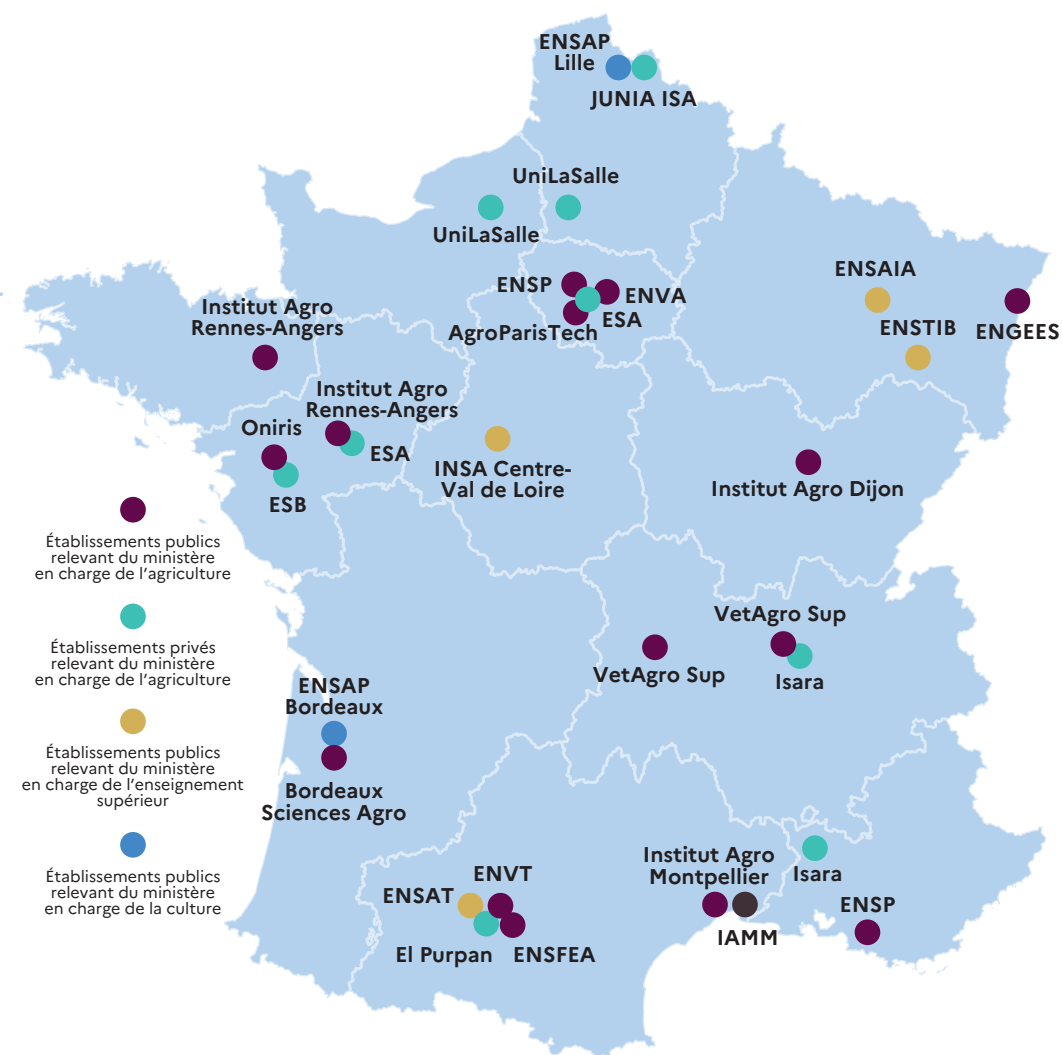 ENSAP
Lille
JUNIA ISA
UniLaSalle
UniLaSalle
ENSP
ENVA
ESA
AgroParisTech
ENSAIA
ENSTIB
ENGEES
Institut Agro
Rennes-Angers
Institut Agro
Rennes-Angers
Oniris
ESA
ESB
INSA Centre-
Val de Loire
Institut Agro Dijon
Établissements publics
relevant du ministère
en charge de l'agriculture
Établissements privés
relevant du ministère
en charge de l'agriculture
Établissements publics
relevant du ministère
en charge de l'enseignement
supérieur
Établissements publics
relevant du ministère
en charge de la culture
VetAgro Sup
VetAgro Sup
Isara
ENSAP
Bordeaux
Bordeaux
Sciences Agro
ENVT
ENSAT
El Purpan
ENSFEA
Institut Agro
Montpellier
IAMM
Isara
ENSP